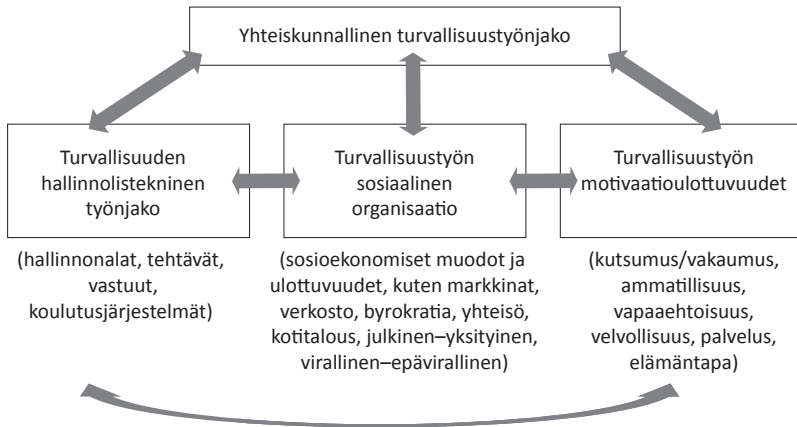 Yhteiskunnallinen turvallisuustyönjako
Turvallisuuden
hallinnolistekninen
työnjako
(hallinnonalat, tehtävät,
vastuut,
koulutusjärjestelmät)
Turvallisuustyön
sosiaalinen
organisaatio
(sosioekonomiset muodot ja
ulottuvuudet, kuten markkinat,
verkosto, byrokratia, yhteisö,
kotitalous, julkinen–yksityinen,
virallinen–epävirallinen)
Turvallisuustyön
motivaatioulottuvuudet
(kutsumus/vakaumus,
ammatillisuus,
vapaaehtoisuus,
velvollisuus, palvelus,
elämäntapa)